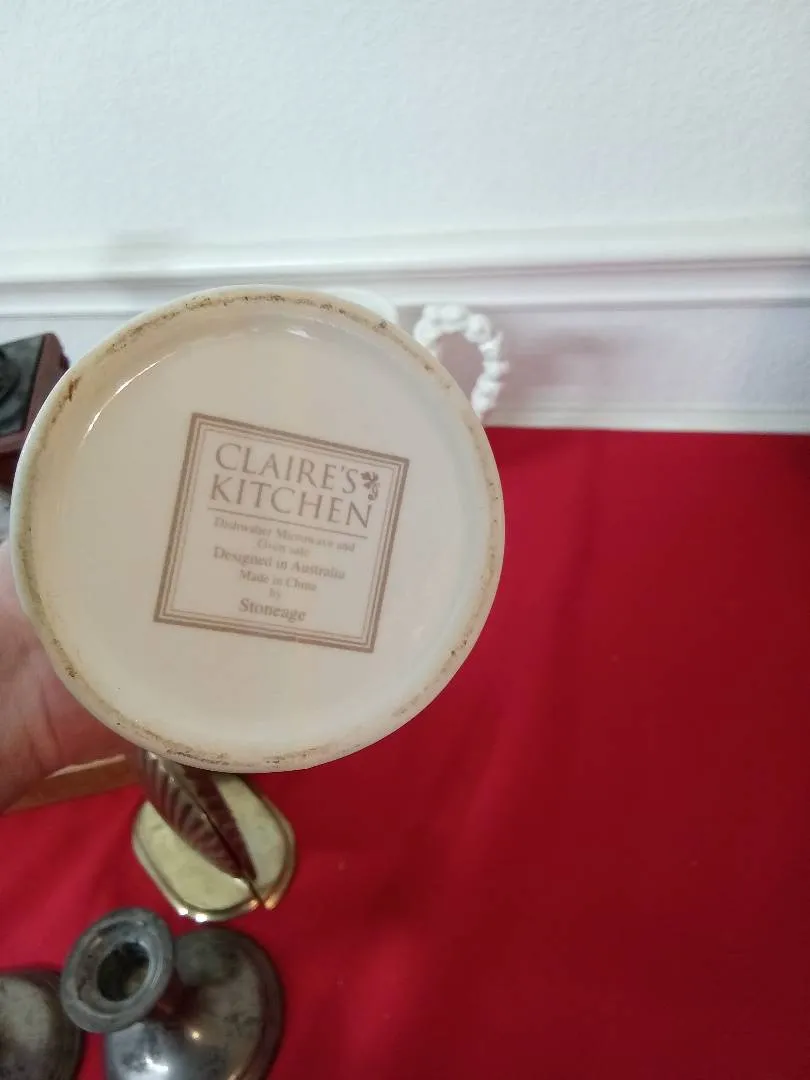 CLAIRE'S
KITCHEN
Dishwasher Microwave and
Oven safe
Designed in Australia
Made in China
by
Stoneage